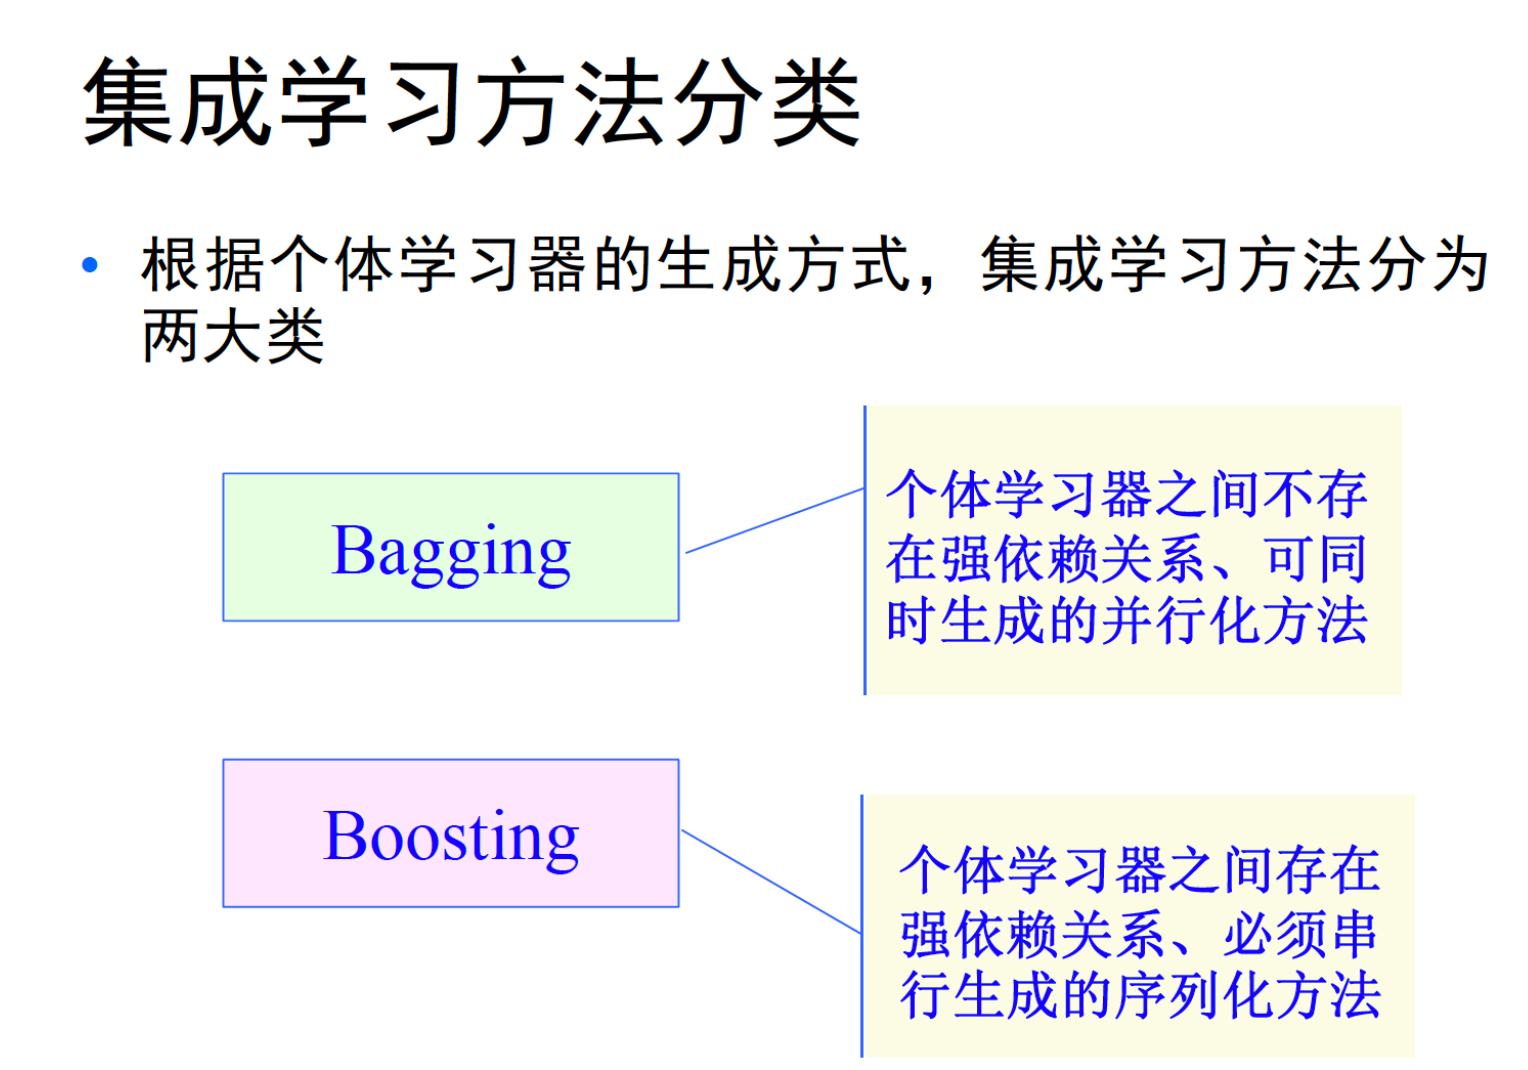 集成学习方法分类
• 根据个体学习器的生成方式，集成学习方法分为
两大类
Bagging
个体学习器之间不存
在强依赖关系、可同
时生成的并行化方法
Boosting
个体学习器之间存在
强依赖关系、必须串
行生成的序列化方法